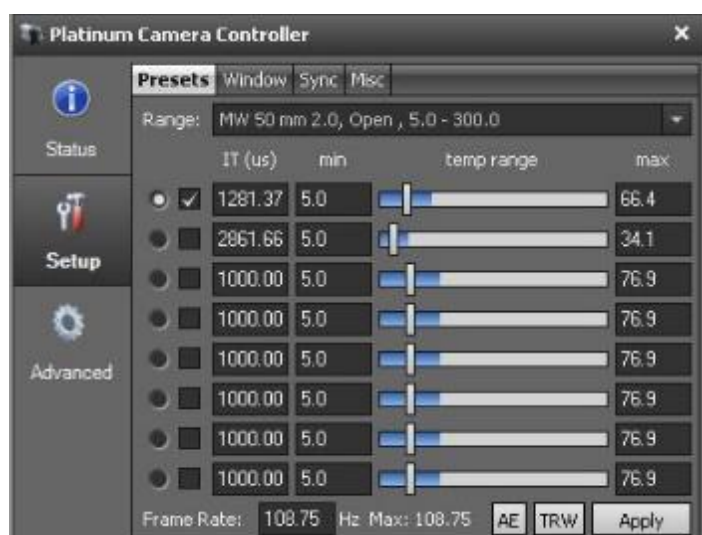 Platinum Camera Controller
Presets Window Sync Misc
Range: MW 50 mm 2.0, Open , 5.0 - 300.0
Status
IT (us) min temp range max
1281.37 5.0 66.4
2861.66 5.0 34.1
Setup
1000.00 5.0 76.9
1000.00 5.0 76.9
1000.00 5.0 76.9
Advanced
1000.00 5.0 76.9
1000.00 5.0 76.9
1000.00 5.0 76.9
Frame Rate: 108.75 Hz Max: 108.75 AE TRW Apply